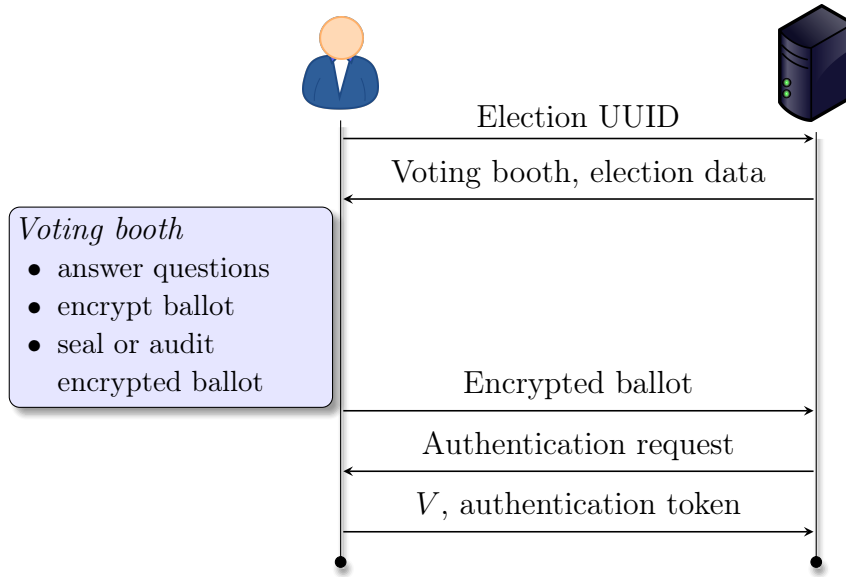 Election UUID
Voting booth, election data
Voting booth
• answer questions
• encrypt ballot
• seal or audit
encrypted ballot
Encrypted ballot
Authentication request
V, authentication token